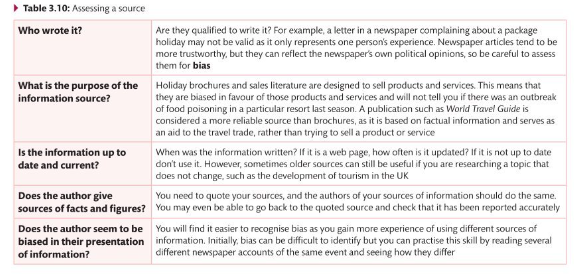 Table 3.10: Assessing a source
Who wrote it?
Are they qualified to write it? For example, a letter in a newspaper complaining about a package
holiday may not be valid as it only represents one person's experience. Newspaper articles tend to be
more trustworthy, but they can reflect the newspaper's own political opinions, so be careful to assess
them for bias
What is the purpose of the
information source?
Holiday brochures and sales literature are designed to sell products and services. This means that
they are biased in favour of those products and services and will not tell you if there was an outbreak
of food poisoning in a particular resort last season. A publication such as World Travel Guide is
considered a more reliable source than brochures, as it is based on factual information and serves as
an aid to the travel trade, rather than trying to sell a product or service
Is the information up to
date and current?
When was the information written? If it is a web page, how often is it updated? If it is not up to date
don't use it. However, sometimes older sources can still be useful if you are researching a topic that
does not change, such as the development of tourism in the UK
Does the author give
sources of facts and figures?
You need to quote your sources, and the authors of your sources of information should do the same.
You may even be able to go back to the quoted source and check that it has been reported accurately
Does the author seem to be
biased in their presentation
of information?
You will find it easier to recognise bias as you gain more experience of using different sources of
information. Initially, bias can be difficult to identify but you can practise this skill by reading several
different newspaper accounts of the same event and seeing how they differ